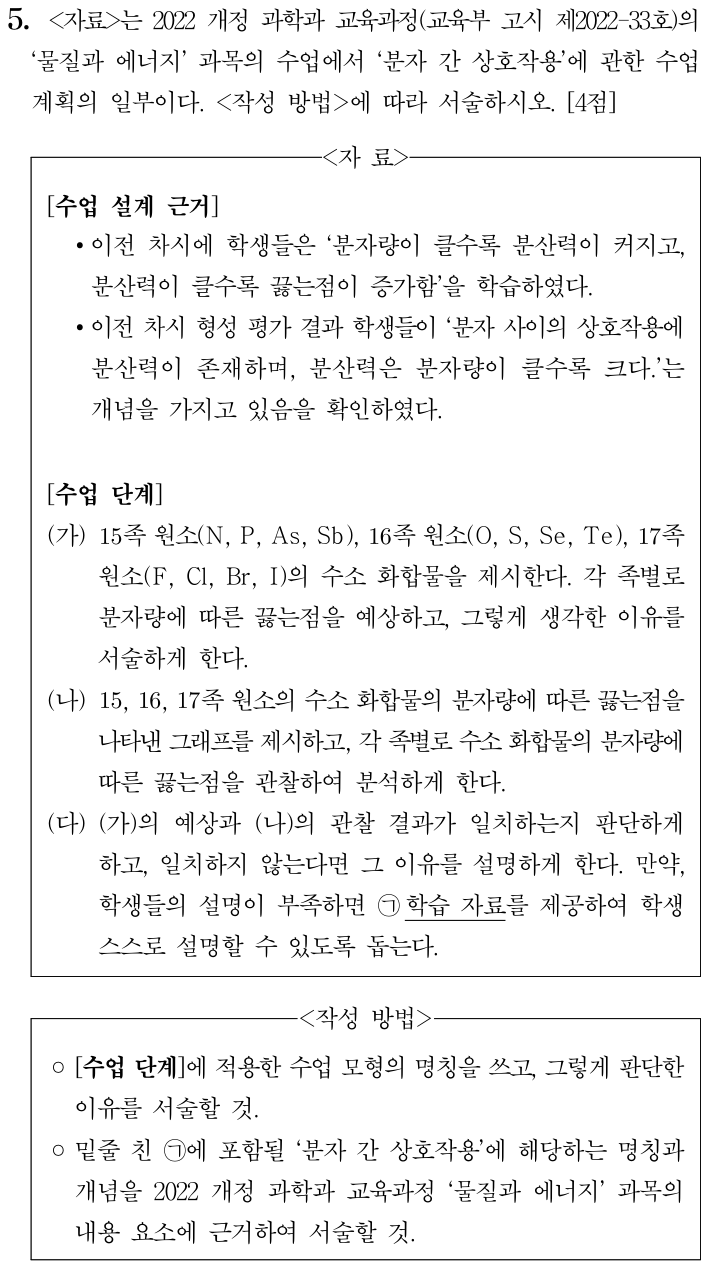 5. <자료>는 2022 개정 과학과 교육과정(교육부 고시 제2022-33호)의
‘물질과 에너지’ 과목의 수업에서 ‘분자 간 상호작용’에 관한 수업
계획의 일부이다. <작성 방법>에 따라 서술하시오. [4점]
<자 료>
[수업 설계 근거]
• 이전 차시에 학생들은 ‘분자량이 클수록 분산력이 커지고,
분산력이 클수록 끓는점이 증가함’을 학습하였다.
• 이전 차시 형성 평가 결과 학생들이 ‘분자 사이의 상호작용에
분산력이 존재하며, 분산력은 분자량이 클수록 크다.’는
개념을 가지고 있음을 확인하였다.
[수업 단계]
(가) 15족 원소(N, P, As, Sb), 16족 원소(O, S, Se, Te), 17족
원소(F, Cl, Br, I)의 수소 화합물을 제시한다. 각 족별로
분자량에 따른 끓는점을 예상하고, 그렇게 생각한 이유를
서술하게 한다.
(나) 15, 16, 17족 원소의 수소 화합물의 분자량에 따른 끓는점을
나타낸 그래프를 제시하고, 각 족별로 수소 화합물의 분자량에
따른 끓는점을 관찰하여 분석하게 한다.
(다) (가)의 예상과 (나)의 관찰 결과가 일치하는지 판단하게
하고, 일치하지 않는다면 그 이유를 설명하게 한다. 만약,
학생들의 설명이 부족하면 ㉠학습 자료를 제공하여 학생
스스로 설명할 수 있도록 돕는다.
<작성 방법>
○ [수업 단계]에 적용한 수업 모형의 명칭을 쓰고, 그렇게 판단한
이유를 서술할 것.
○ 밑줄 친 ㉠에 포함될 ‘분자 간 상호작용’에 해당하는 명칭과
개념을 2022 개정 과학과 교육과정 ‘물질과 에너지’ 과목의
내용 요소에 근거하여 서술할 것.